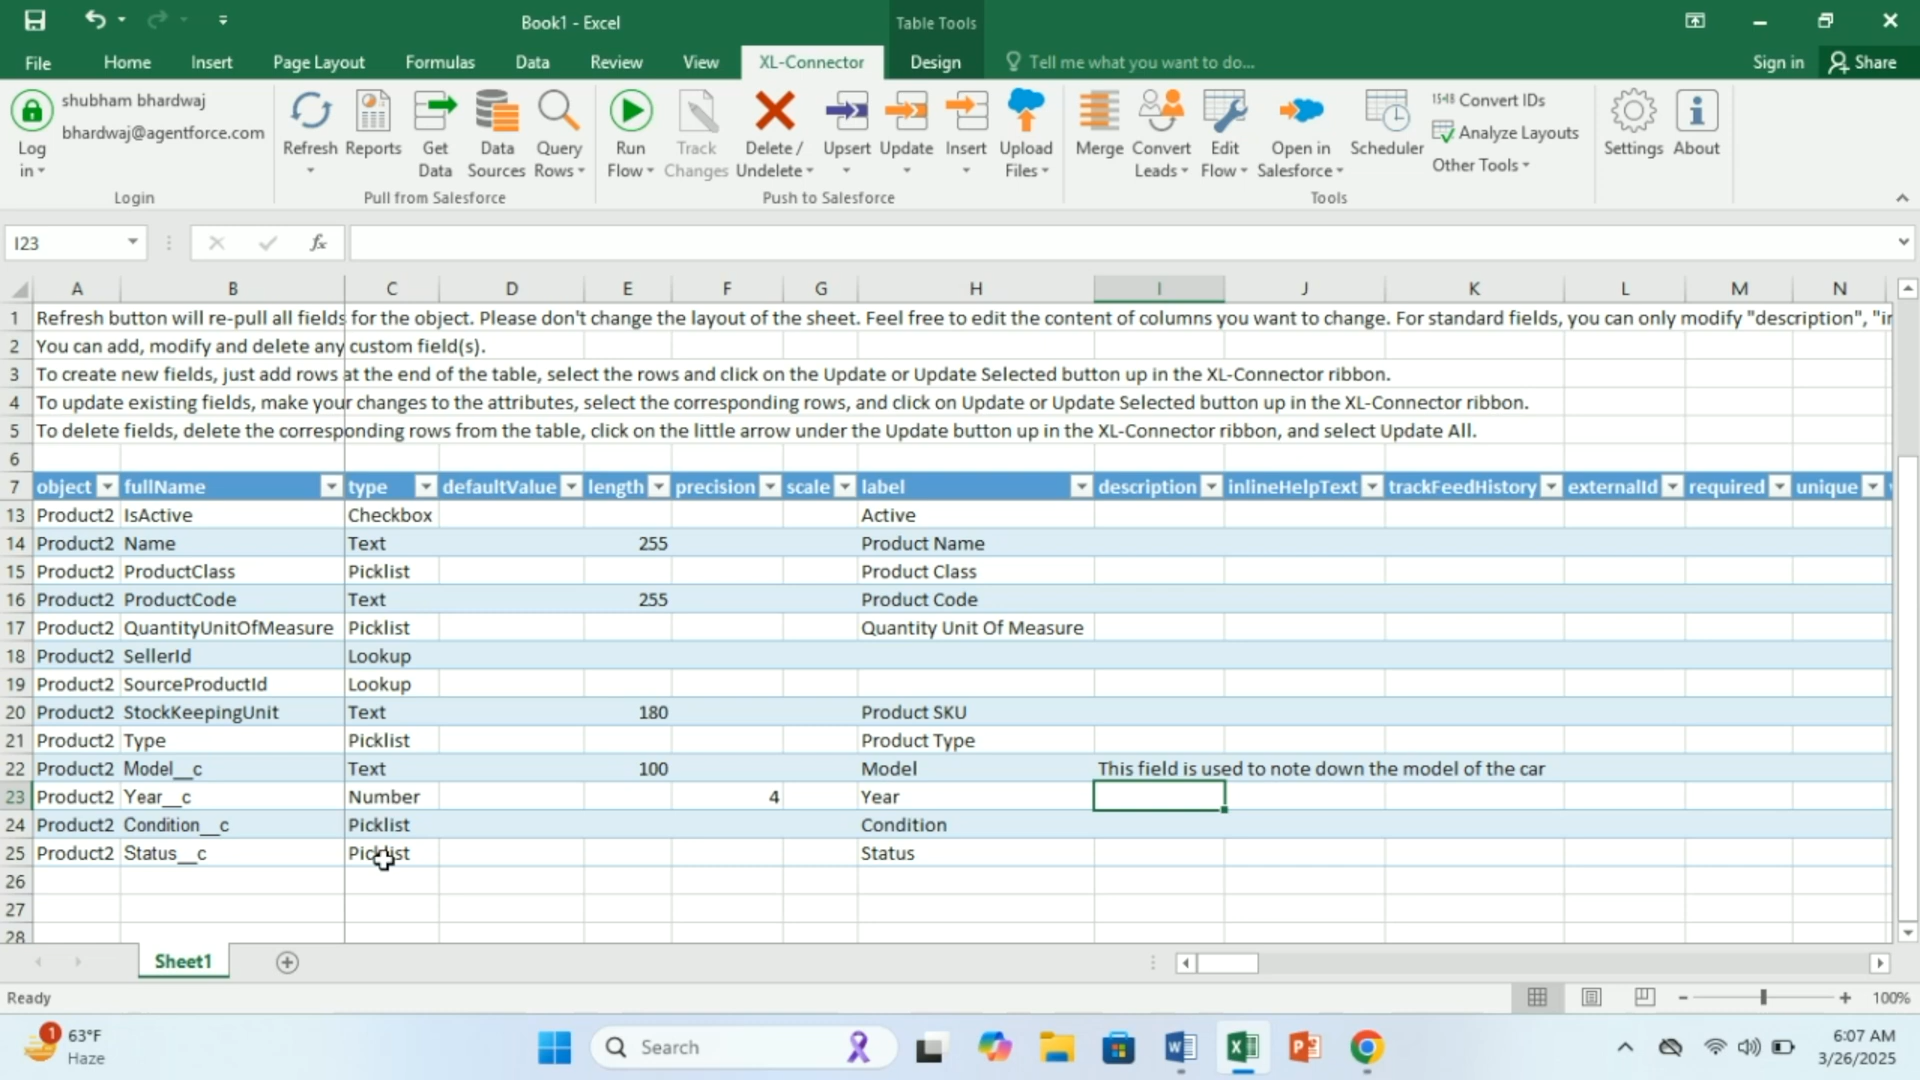 Book1 - Excel
Table Tools
File Home Insert Page Layout Formulas Data Review View XL-Connector Design Tell me what you want to do... Sign in Share
shubham bhardwaj
bhardwaj@agentforce.com
Log in
Refresh
Reports
Get Data
Data Sources
Query Rows
Run Flow
Track Changes
Delete / Undelete
Upsert
Update
Insert
Upload Files
Merge
Convert Leads
Edit Flow
Open in Salesforce
Scheduler
Convert IDs
Analyze Layouts
Other Tools
Settings
About
Login
Pull from Salesforce
Push to Salesforce
Tools
I23
fx
A B C D E F G H I J K L M N
1 Refresh button will re-pull all fields for the object. Please don't change the layout of the sheet. Feel free to edit the content of columns you want to change. For standard fields, you can only modify "description", "in
2 You can add, modify and delete any custom field(s).
3 To create new fields, just add rows at the end of the table, select the rows and click on the Update or Update Selected button up in the XL-Connector ribbon.
4 To update existing fields, make your changes to the attributes, select the corresponding rows, and click on Update or Update Selected button up in the XL-Connector ribbon.
5 To delete fields, delete the corresponding rows from the table, click on the little arrow under the Update button up in the XL-Connector ribbon, and select Update All.
6
7 object fullName type defaultValue length precision scale label description inlineHelpText trackFeedHistory externalId required unique
13 Product2 IsActive Checkbox Active
14 Product2 Name Text 255 Product Name
15 Product2 ProductClass Picklist Product Class
16 Product2 ProductCode Text 255 Product Code
17 Product2 QuantityUnitOfMeasure Picklist Quantity Unit Of Measure
18 Product2 SellerId Lookup
19 Product2 SourceProductId Lookup
20 Product2 StockKeepingUnit Text 180 Product SKU
21 Product2 Type Picklist Product Type
22 Product2 Model__c Text 100 Model This field is used to note down the model of the car
23 Product2 Year__c Number 4 Year
24 Product2 Condition__c Picklist Condition
25 Product2 Status__c Picklist Status
26
27
28
Sheet1
Ready
100%
1
63°F
Haze
Search
6:07 AM
3/26/2025